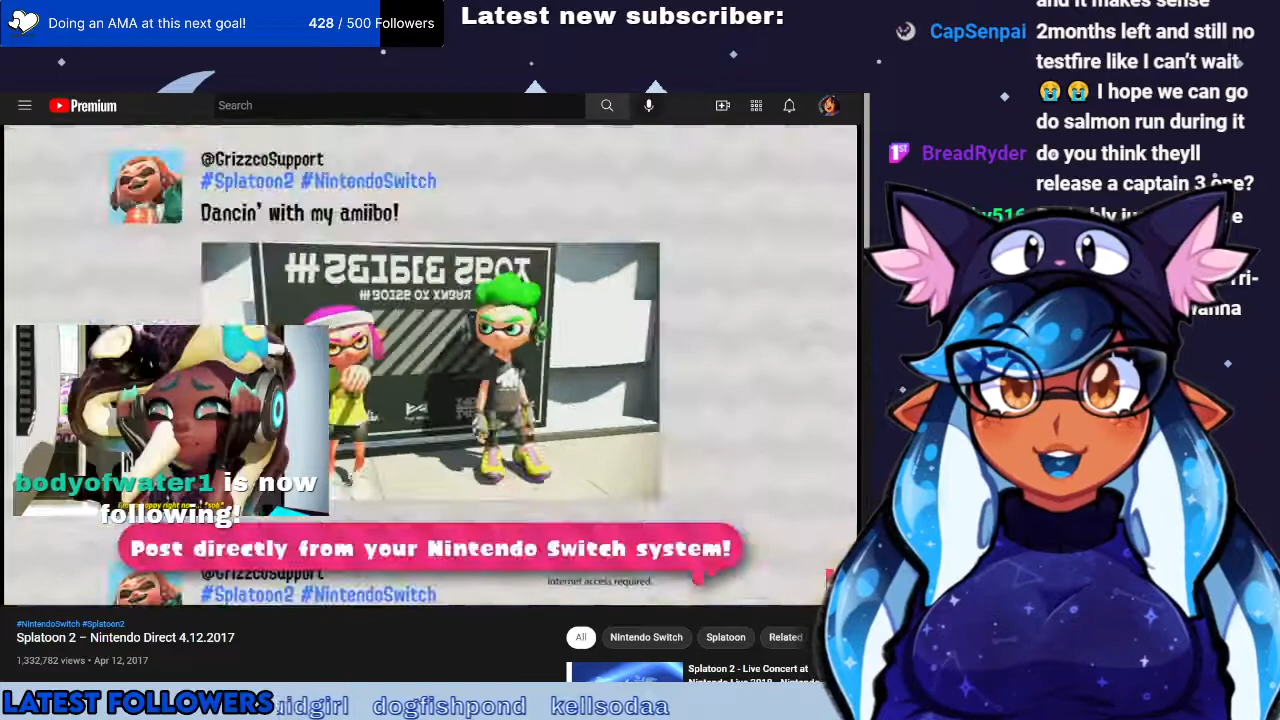 Doing an AMA at this next goal! 428 / 500 Followers
Latest new subscriber:
and it makes sense
CapSenpai 2months left and still no
testfire like I can't wait
😭 😭 I hope we can go
do salmon run during it
BreadRyder do you think theyll
release a captain 3 one?
Premium
Search
@GrizzcoSupport
#Splatoon2 #NintendoSwitch
Dancin' with my amiibo!
bodyofwater1 is now
following!
Post directly from your Nintendo Switch system!
Internet access required.
@GrizzcoSupport
#Splatoon2 #NintendoSwitch
#NintendoSwitch #Splatoon2
Splatoon 2 – Nintendo Direct 4.12.2017
1,332,782 views • Apr 12, 2017
All Nintendo Switch Splatoon Related
Splatoon 2 - Live Concert at
LATEST FOLLOWERS dogfishpond kellsodaa